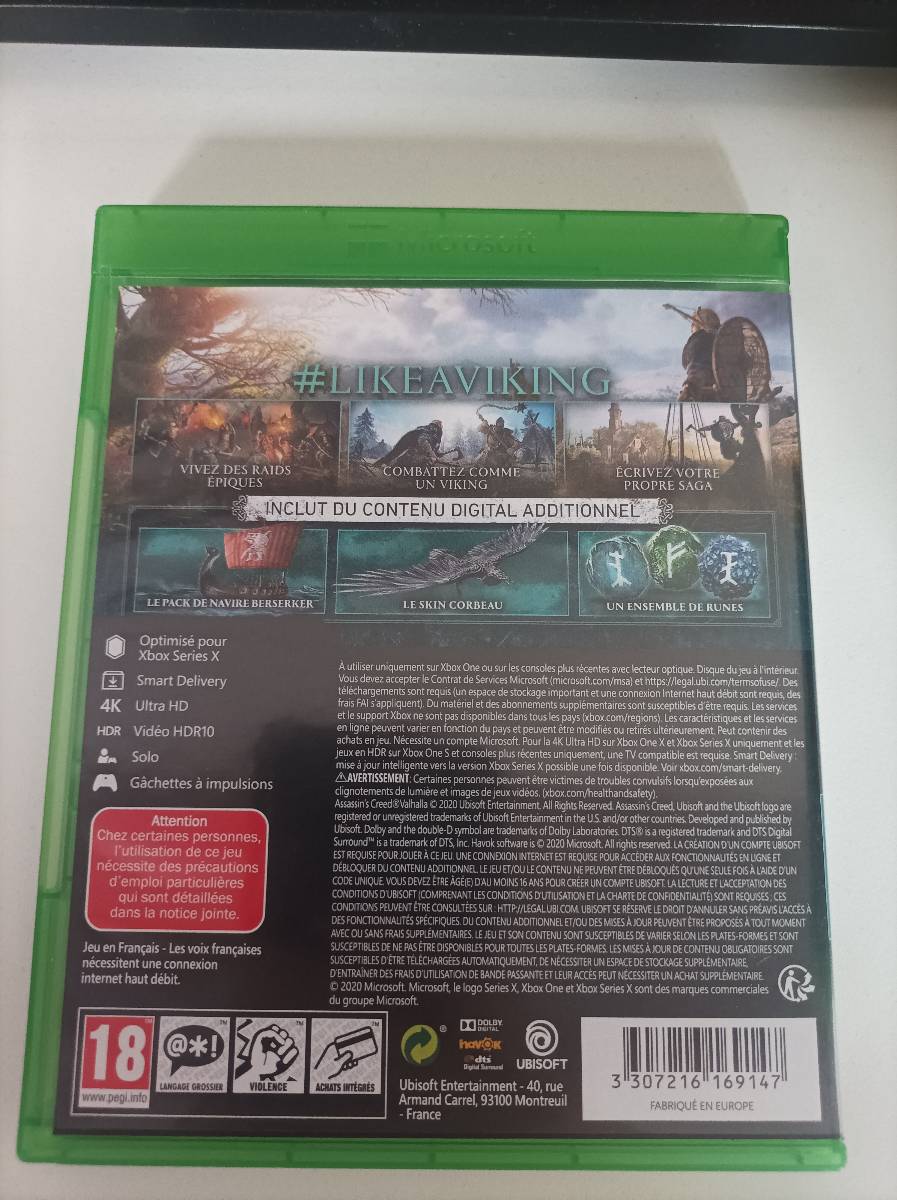 Microsoft
#LIKEAVIKING
VIVEZ DES RAIDS
ÉPIQUES
COMBATTEZ COMME
UN VIKING
ÉCRIVEZ VOTRE
PROPRE SAGA
INCLUT DU CONTENU DIGITAL ADDITIONNEL
LE PACK DE NAVIRE BERSERKER
LE SKIN CORBEAU
UN ENSEMBLE DE RUNES
Optimisé pour
Xbox Series X
Smart Delivery
4K Ultra HD
HDR Vidéo HDR10
Solo
Gâchettes à impulsions
Attention
Chez certaines personnes,
l'utilisation de ce jeu
nécessite des précautions
d'emploi particulières
qui sont détaillées
dans la notice jointe.
Jeu en Français - Les voix françaises
nécessitent une connexion
internet haut débit.
À utiliser uniquement sur Xbox One ou sur les consoles plus récentes avec lecteur optique. Disque du jeu à l'intérieur.
Vous devez accepter le Contrat de Services Microsoft (microsoft.com/msa) et https://legal.ubi.com/termsofuse/. Des
téléchargements sont requis (un espace de stockage important et une connexion Internet haut débit sont requis, des
frais FAI s'appliquent). Du matériel et des abonnements supplémentaires sont susceptibles d'être requis. Les services
et le support Xbox ne sont pas disponibles dans tous les pays (xbox.com/regions). Les caractéristiques et les services
en ligne peuvent varier en fonction du pays et peuvent être modifiés ou retirés ultérieurement. Peut contenir des
achats en jeu. Nécessite un compte Microsoft. Pour la 4K Ultra HD sur Xbox One X et Xbox Series X uniquement et les
jeux en HDR sur Xbox One S et consoles plus récentes uniquement, une TV compatible est requise. Smart Delivery :
mise à jour intelligente vers la version Xbox Series X possible une fois disponible. Voir xbox.com/smart-delivery.
⚠AVERTISSEMENT: Certaines personnes peuvent être victimes de troubles convulsifs lorsqu'exposées aux
clignotements de lumière et images de jeux vidéos. (xbox.com/healthandsafety).
Assassin's Creed®Valhalla © 2020 Ubisoft Entertainment. All Rights Reserved. Assassin's Creed, Ubisoft and the Ubisoft logo are
registered or unregistered trademarks of Ubisoft Entertainment in the U.S. and/or other countries. Developed and published by
Ubisoft. Dolby and the double-D symbol are trademarks of Dolby Laboratories. DTS® is a registered trademark and DTS Digital
Surround™ is a trademark of DTS, Inc. Havok software is © 2020 Microsoft. All rights reserved. LA CRÉATION D'UN COMPTE UBISOFT
EST REQUISE POUR JOUER À CE JEU. UNE CONNEXION INTERNET EST REQUISE POUR ACCÉDER AUX FONCTIONNALITÉS EN LIGNE ET
DÉBLOQUER DU CONTENU ADDITIONNEL. LE JEU ET/OU LE CONTENU NE PEUVENT ÊTRE DÉBLOQUÉS QU'UNE SEULE FOIS À L'AIDE D'UN
CODE UNIQUE. VOUS DEVEZ ÊTRE ÂGÉ(E) D'AU MOINS 16 ANS POUR CRÉER UN COMPTE UBISOFT. LA LECTURE ET L'ACCEPTATION DES
CONDITIONS D'UBISOFT (COMPRENANT LES CONDITIONS D'UTILISATION ET LA CHARTE DE CONFIDENTIALITÉ) SONT REQUISES ; CES
CONDITIONS PEUVENT ÊTRE CONSULTÉES SUR : HTTP://LEGAL.UBI.COM. UBISOFT SE RÉSERVE LE DROIT D'ANNULER SANS PRÉAVIS L'ACCÈS À
DES FONCTIONNALITÉS SPÉCIFIQUES. DU CONTENU ADDITIONNEL ET/OU DES MISES À JOUR PEUVENT ÊTRE PROPOSÉS À TOUT MOMENT
AVEC OU SANS FRAIS SUPPLÉMENTAIRES. LE JEU ET SON CONTENU SONT SUSCEPTIBLES DE VARIER SELON LES PLATES-FORMES ET SONT
SUSCEPTIBLES DE NE PAS ÊTRE DISPONIBLES POUR TOUTES LES PLATES-FORMES. LES MISES À JOUR DE CONTENU OBLIGATOIRES SONT
SUSCEPTIBLES D'ÊTRE TÉLÉCHARGÉES AUTOMATIQUEMENT, DE NÉCESSITER UN ESPACE DE STOCKAGE SUPPLÉMENTAIRE,
D'ENTRAÎNER DES FRAIS D'UTILISATION DE BANDE PASSANTE ET LEUR ACCÈS PEUT NÉCESSITER UN ACHAT SUPPLÉMENTAIRE.
© 2020 Microsoft. Microsoft, le logo Series X, Xbox One et Xbox Series X sont des marques commerciales
du groupe Microsoft.
18
www.pegi.info
@*!
LANGAGE GROSSIER
VIOLENCE
ACHATS INTÉGRÉS
DOLBY
DIGITAL
havok
dts
Digital Surround
UBISOFT
Ubisoft Entertainment - 40, rue
Armand Carrel, 93100 Montreuil
- France
3 307216 169147
FABRIQUÉ EN EUROPE